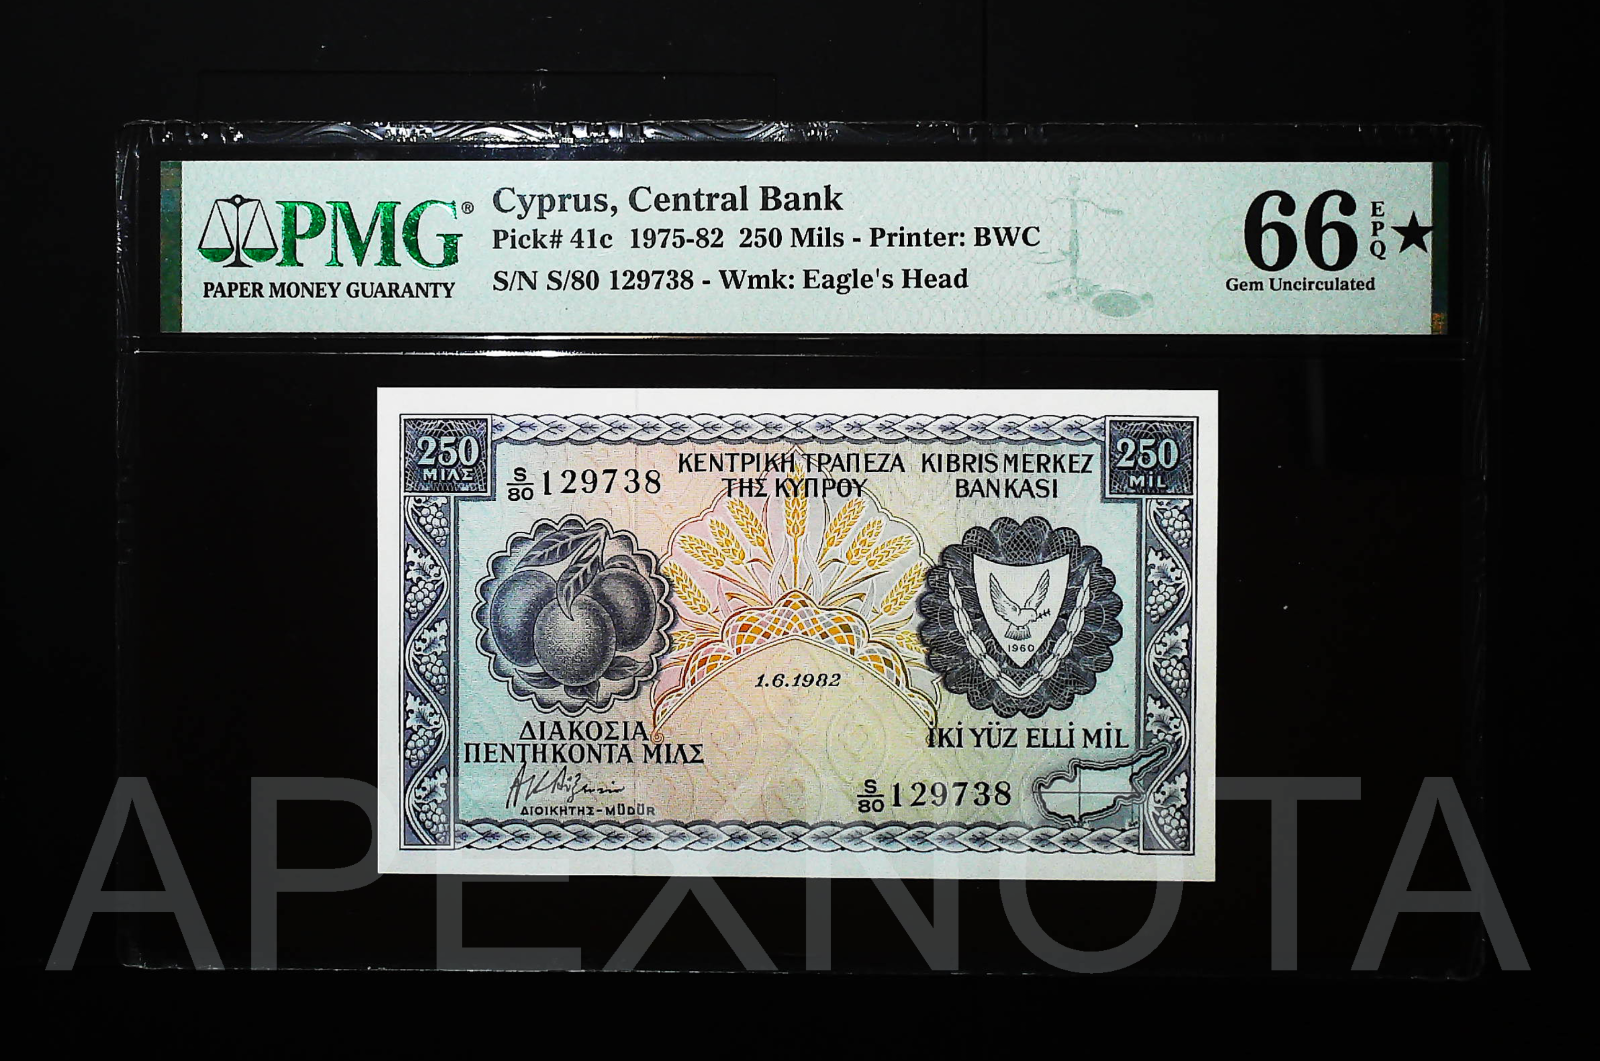 PMG®
PAPER MONEY GUARANTY
Cyprus, Central Bank
Pick# 41c 1975-82 250 Mils - Printer: BWC
S/N S/80 129738 - Wmk: Eagle's Head
66 EPQ ★
Gem Uncirculated
250
ΜΙΛΣ
S/80 129738
ΚΕΝΤΡΙΚΗ ΤΡΑΠΕΖΑ
ΤΗΣ ΚΥΠΡΟΥ
KIBRIS MERKEZ
BANKASI
250
MİL
1960
1.6.1982
ΔΙΑΚΟΣΙΑ
ΠΕΝΤΗΚΟΝΤΑ ΜΙΛΣ
İKİ YÜZ ELLİ MİL
ΔΙΟΙΚΗΤΗΣ-MÜDÜR
S/80 129738
APEXNOTA